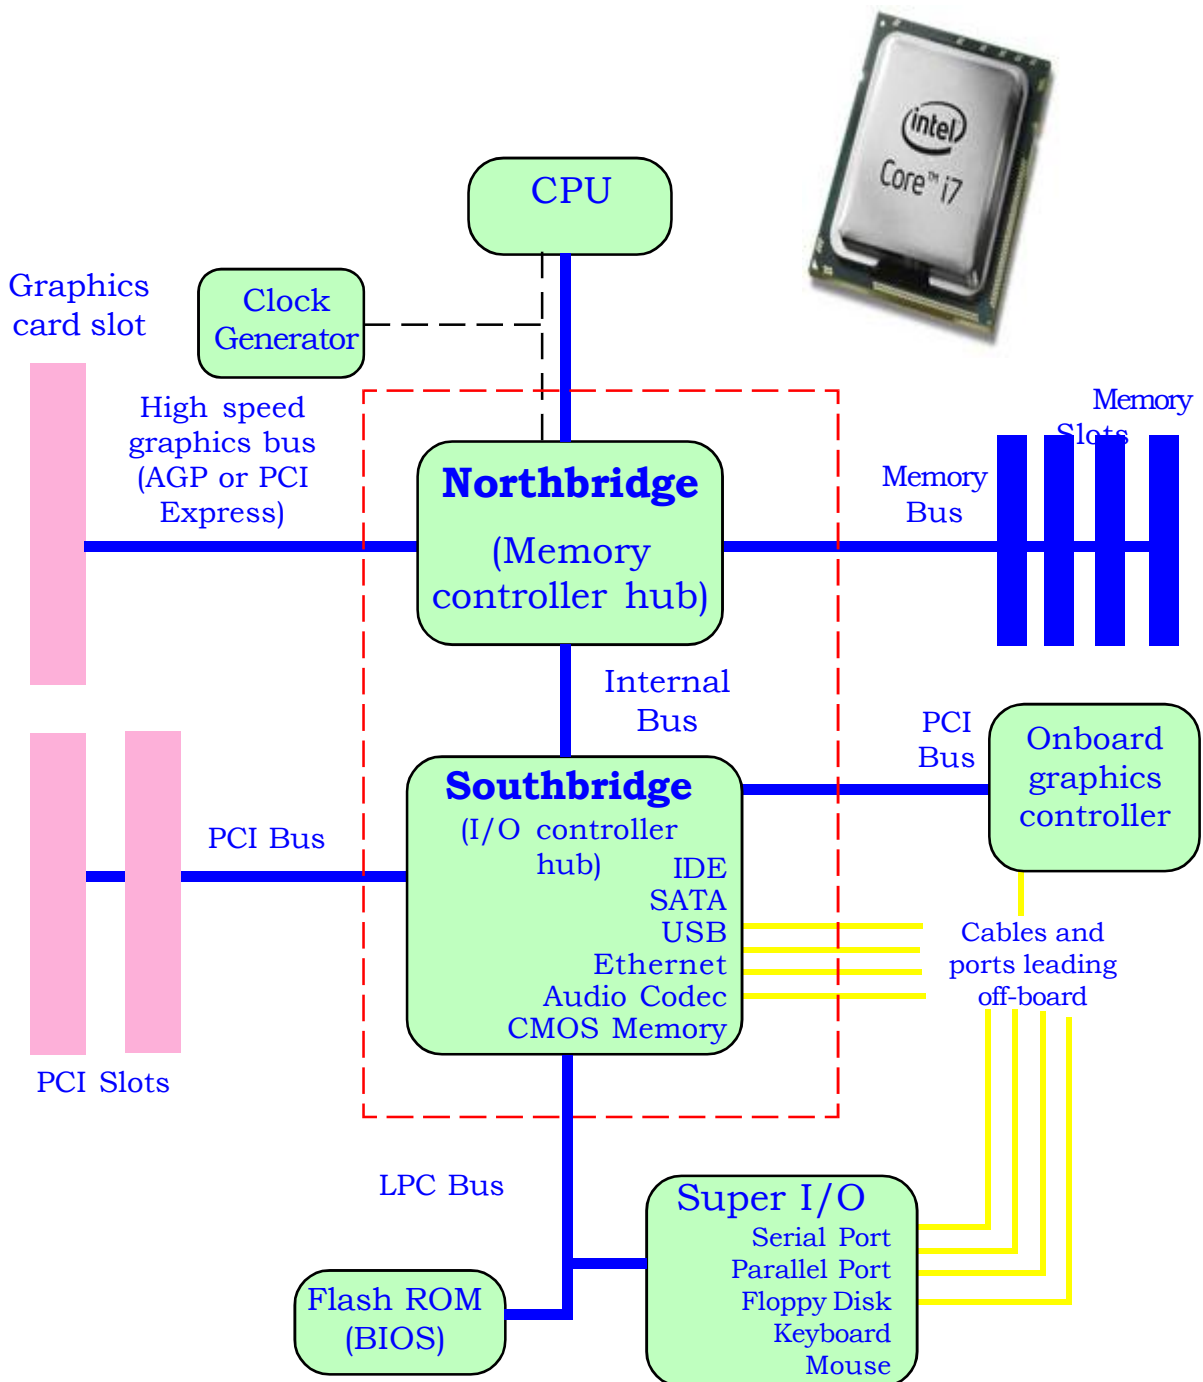 intel
Core™ i7
CPU
Graphics
card slot
Clock
Generator
High speed
graphics bus
(AGP or PCI
Express)
Northbridge
(Memory
controller hub)
Memory
Slots
Memory
Bus
Internal
Bus
PCI
Bus
Onboard
graphics
controller
Southbridge
(I/O controller
hub)
IDE
SATA
USB
Ethernet
Audio Codec
CMOS Memory
PCI Bus
PCI Slots
Cables and
ports leading
off-board
LPC Bus
Super I/O
Serial Port
Parallel Port
Floppy Disk
Keyboard
Mouse
Flash ROM
(BIOS)